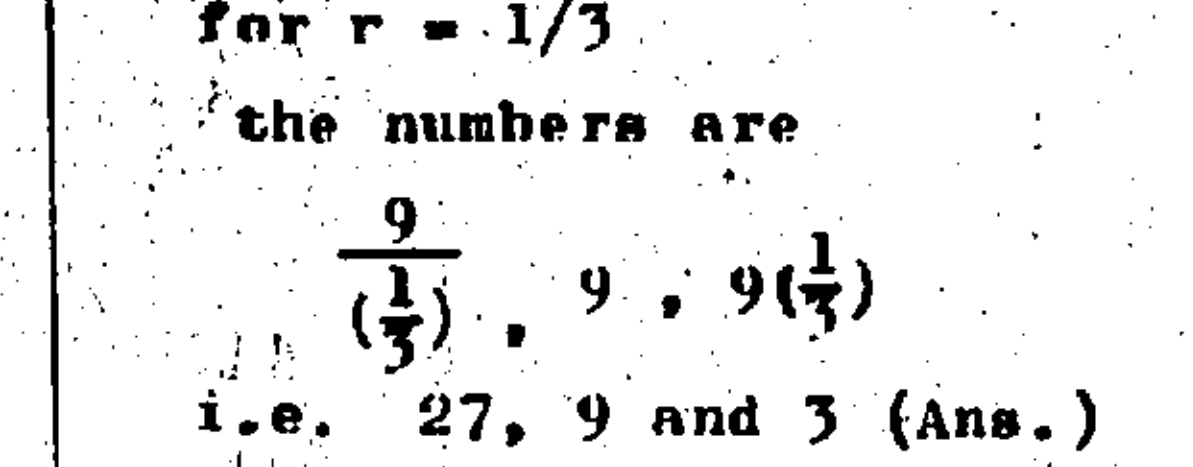 for r = 1/3
the numbers are
9/(1/3), 9, 9(1/3)
i.e. 27, 9 and 3 (Ans.)